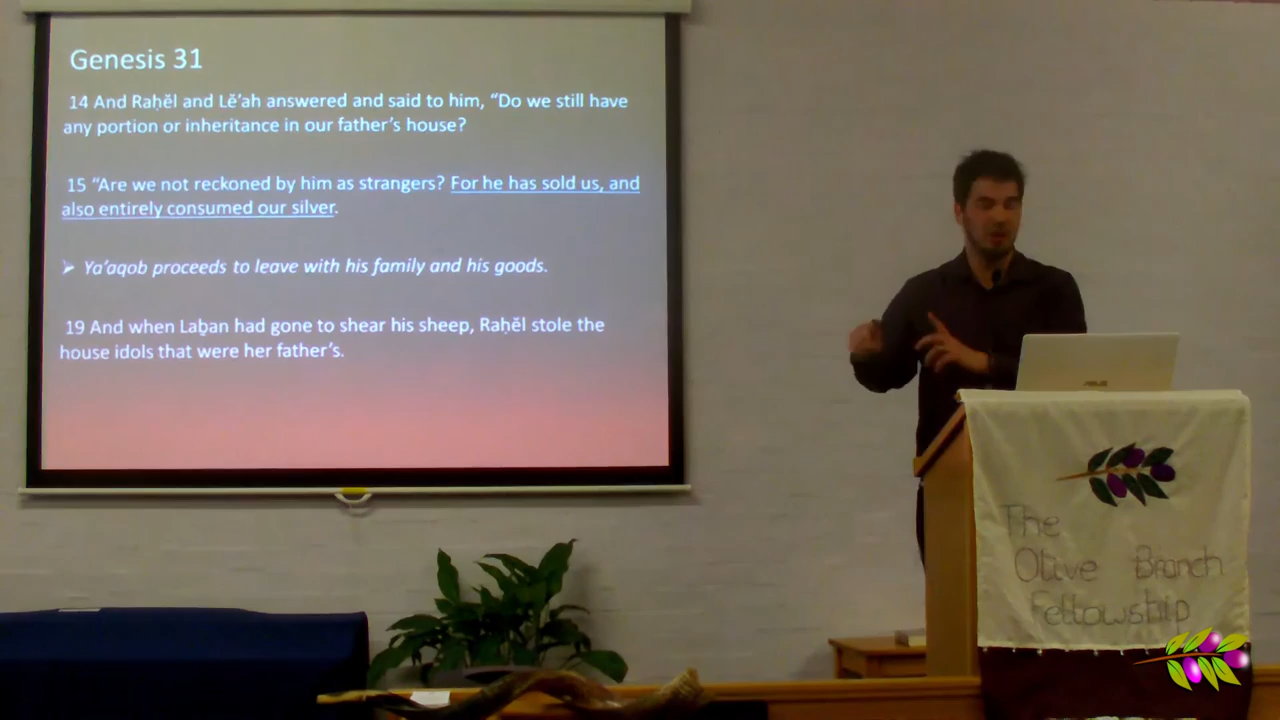 Genesis 31
14 And Raḥĕl and Lĕ’ah answered and said to him, “Do we still have
any portion or inheritance in our father’s house?
15 “Are we not reckoned by him as strangers? For he has sold us, and
also entirely consumed our silver.
➢ Ya’aqob proceeds to leave with his family and his goods.
19 And when Laḇan had gone to shear his sheep, Raḥĕl stole the
house idols that were her father’s.
ASUS
The
Olive Branch
Fellowship